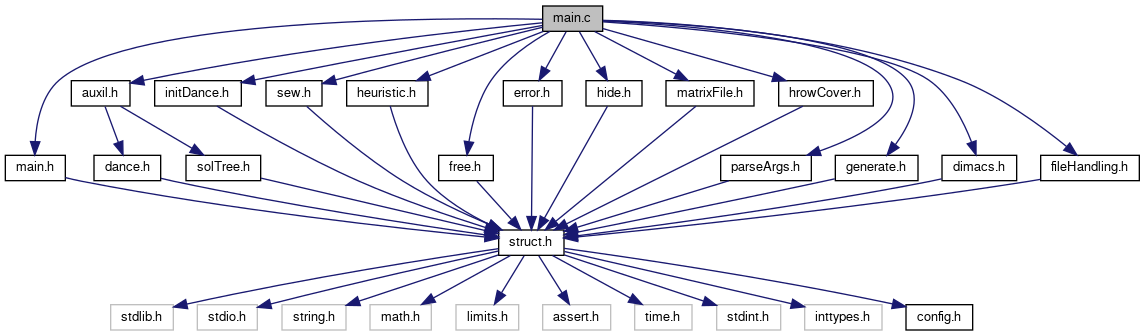 main.c
auxil.h
initDance.h
sew.h
heuristic.h
error.h
hide.h
matrixFile.h
hrowCover.h
main.h
dance.h
solTree.h
free.h
parseArgs.h
generate.h
dimacs.h
fileHandling.h
struct.h
stdlib.h
stdio.h
string.h
math.h
limits.h
assert.h
time.h
stdint.h
inttypes.h
config.h